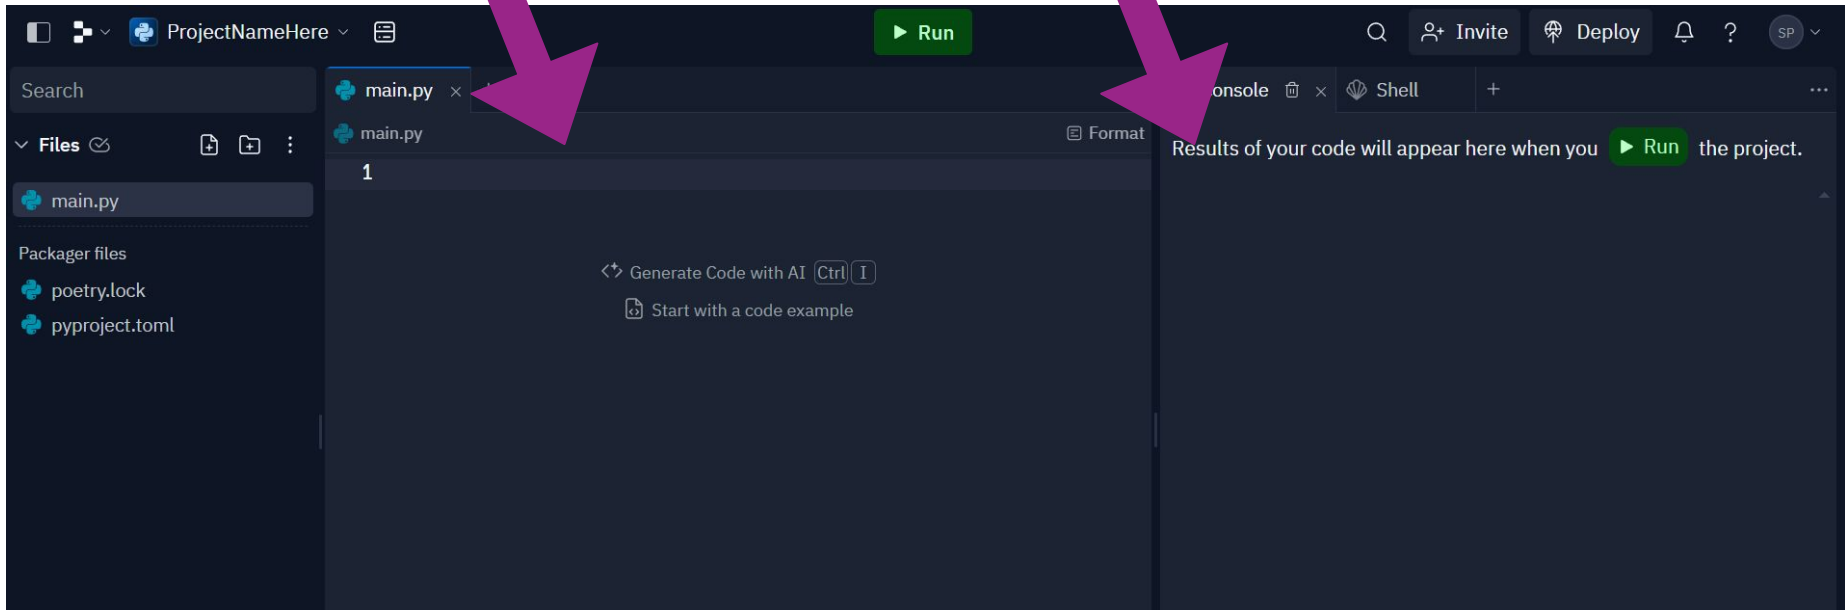 ProjectNameHere
Run
Invite
Deploy
SP
Search
Files
main.py
Packager files
poetry.lock
pyproject.toml
main.py
main.py
Format
1
Generate Code with AI Ctrl I
Start with a code example
Shell
Results of your code will appear here when you Run the project.